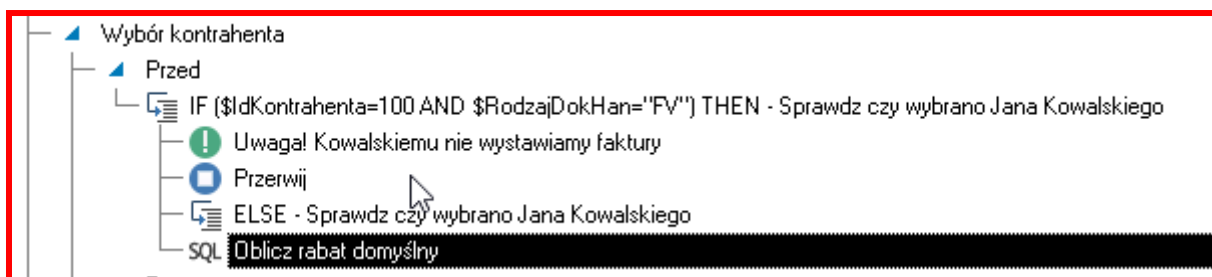 Wybór kontrahenta
Przed
IF ($IdKontrahenta=100 AND $RodzajDokHan="FV") THEN - Sprawdz czy wybrano Jana Kowalskiego
Uwaga! Kowalskiemu nie wystawiamy faktury
Przerwij
ELSE - Sprawdz czy wybrano Jana Kowalskiego
SQL Oblicz rabat domyślny